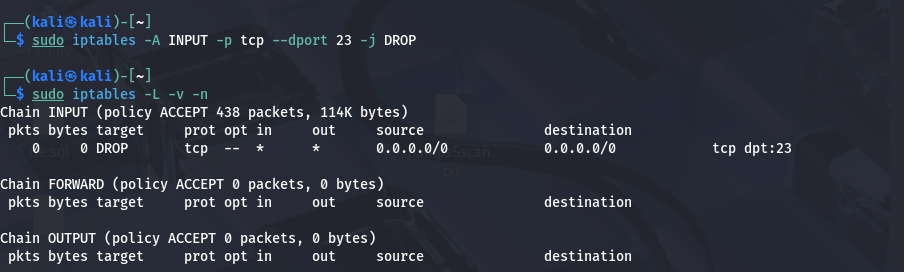 ┌──(kali㉿kali)-[~]
└─$ sudo iptables -A INPUT -p tcp --dport 23 -j DROP

┌──(kali㉿kali)-[~]
└─$ sudo iptables -L -v -n
Chain INPUT (policy ACCEPT 438 packets, 114K bytes)
 pkts bytes target     prot opt in     out     source               destination
    0     0 DROP       tcp  --  *      *       0.0.0.0/0            0.0.0.0/0            tcp dpt:23

Chain FORWARD (policy ACCEPT 0 packets, 0 bytes)
 pkts bytes target     prot opt in     out     source               destination

Chain OUTPUT (policy ACCEPT 0 packets, 0 bytes)
 pkts bytes target     prot opt in     out     source               destination